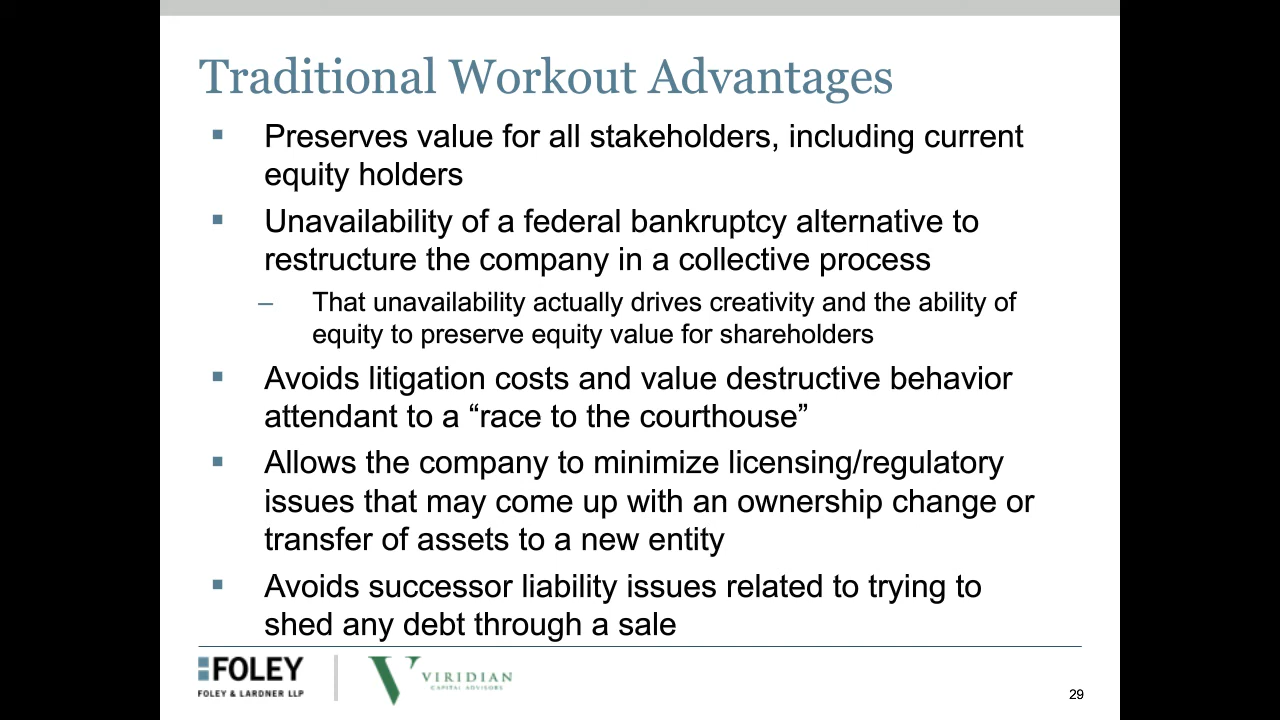 Traditional Workout Advantages
▪ Preserves value for all stakeholders, including current
equity holders
▪ Unavailability of a federal bankruptcy alternative to
restructure the company in a collective process
– That unavailability actually drives creativity and the ability of
equity to preserve equity value for shareholders
▪ Avoids litigation costs and value destructive behavior
attendant to a “race to the courthouse”
▪ Allows the company to minimize licensing/regulatory
issues that may come up with an ownership change or
transfer of assets to a new entity
▪ Avoids successor liability issues related to trying to
shed any debt through a sale
FOLEY
FOLEY & LARDNER LLP
VIRIDIAN
CAPITAL ADVISORS
29